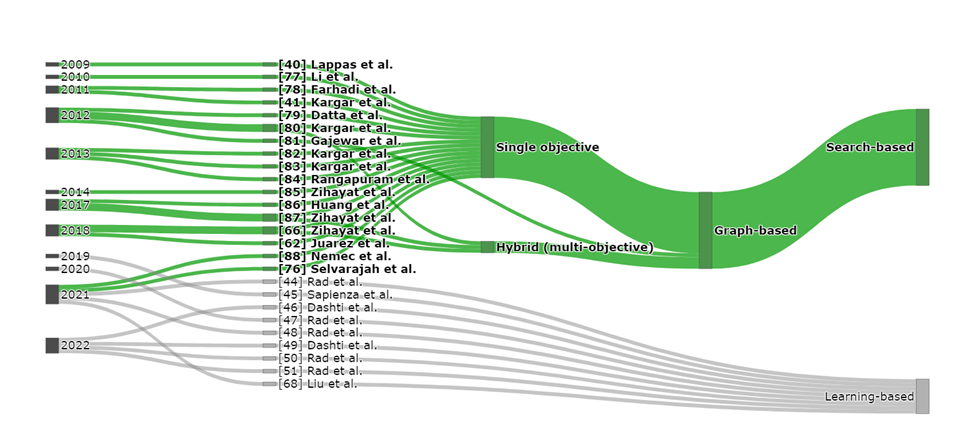 2009
2010
2011
2012
2013
2014
2017
2018
2019
2020
2021
2022
[40] Lappas et al.
[77] Li et al.
[78] Farhadi et al.
[41] Kargar et al.
[79] Datta et al.
[80] Kargar et al.
[81] Gajewar et al.
[82] Kargar et al.
[83] Kargar et al.
[84] Rangapuram et al.
[85] Zihayat et al.
[86] Huang et al.
[87] Zihayat et al.
[66] Zihayat et al.
[62] Juarez et al.
[88] Nemec et al.
[76] Selvarajah et al.
[44] Rad et al.
[45] Sapienza et al.
[46] Dashti et al.
[47] Rad et al.
[48] Rad et al.
[49] Dashti et al.
[50] Rad et al.
[51] Rad et al.
[68] Liu et al.
Single objective
Hybrid (multi-objective)
Graph-based
Search-based
Learning-based